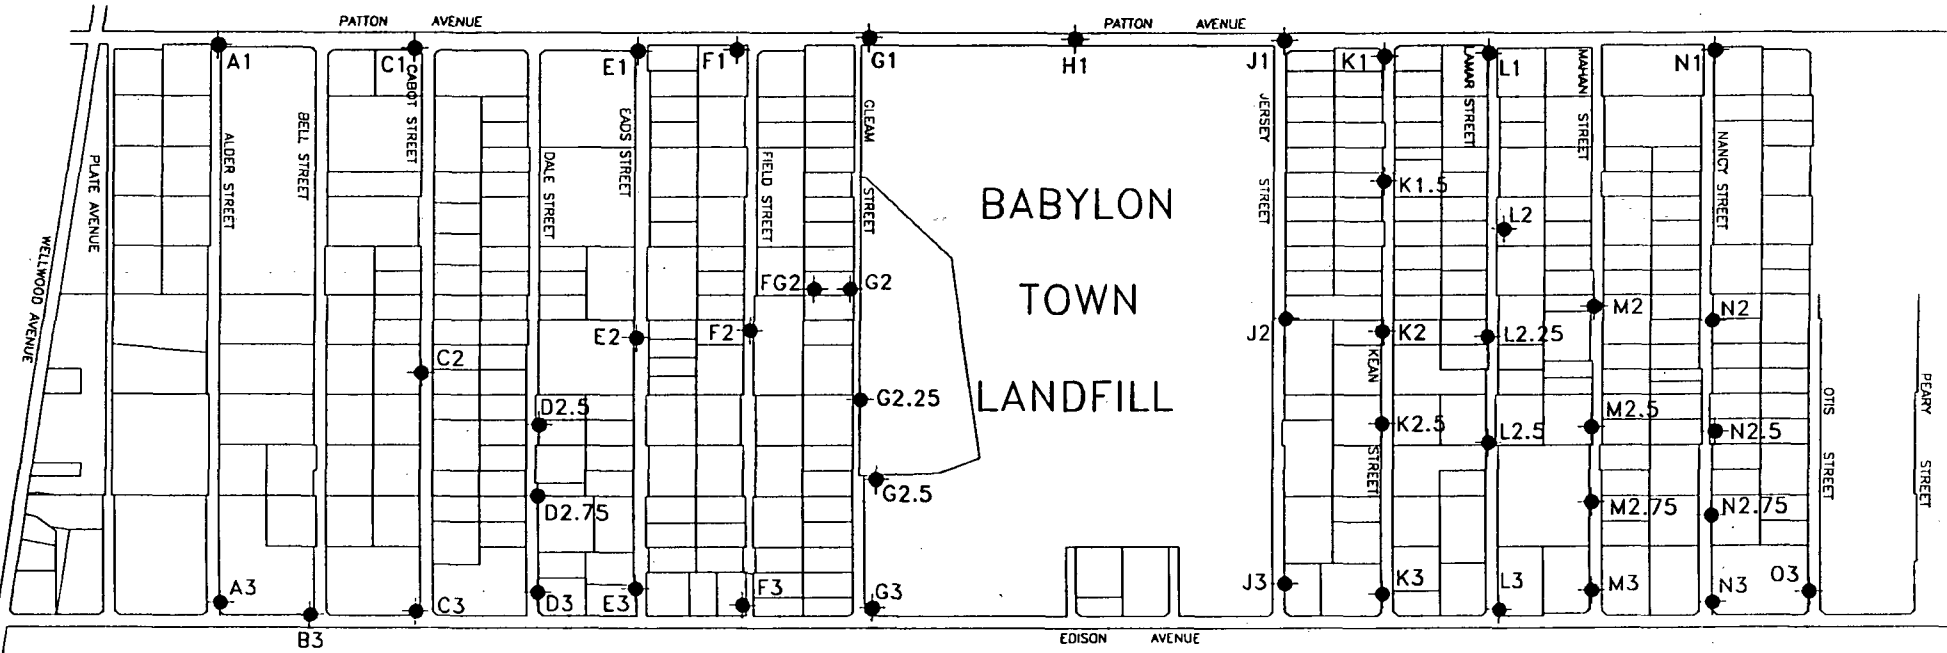 PATTON AVENUE
PATTON AVENUE
A1
C1
E1
F1
G1
H1
J1
K1
L1
N1
CABOT STREET
LAMAR STREET
MAHAN STREET
GLEAM STREET
JERSEY STREET
BELL STREET
EADS STREET
ALDER STREET
NANCY STREET
PLATE AVENUE
DALE STREET
FIELD STREET
WELLWOOD AVENUE
BABYLON
TOWN
LANDFILL
K1.5
L2
FG2
G2
M2
N2
E2
F2
J2
K2
L2.25
C2
KEAN STREET
OTIS STREET
PEARY STREET
G2.25
D2.5
K2.5
L2.5
M2.5
N2.5
G2.5
D2.75
M2.75
N2.75
A3
B3
C3
D3
E3
F3
G3
J3
K3
L3
M3
N3
O3
EDISON AVENUE